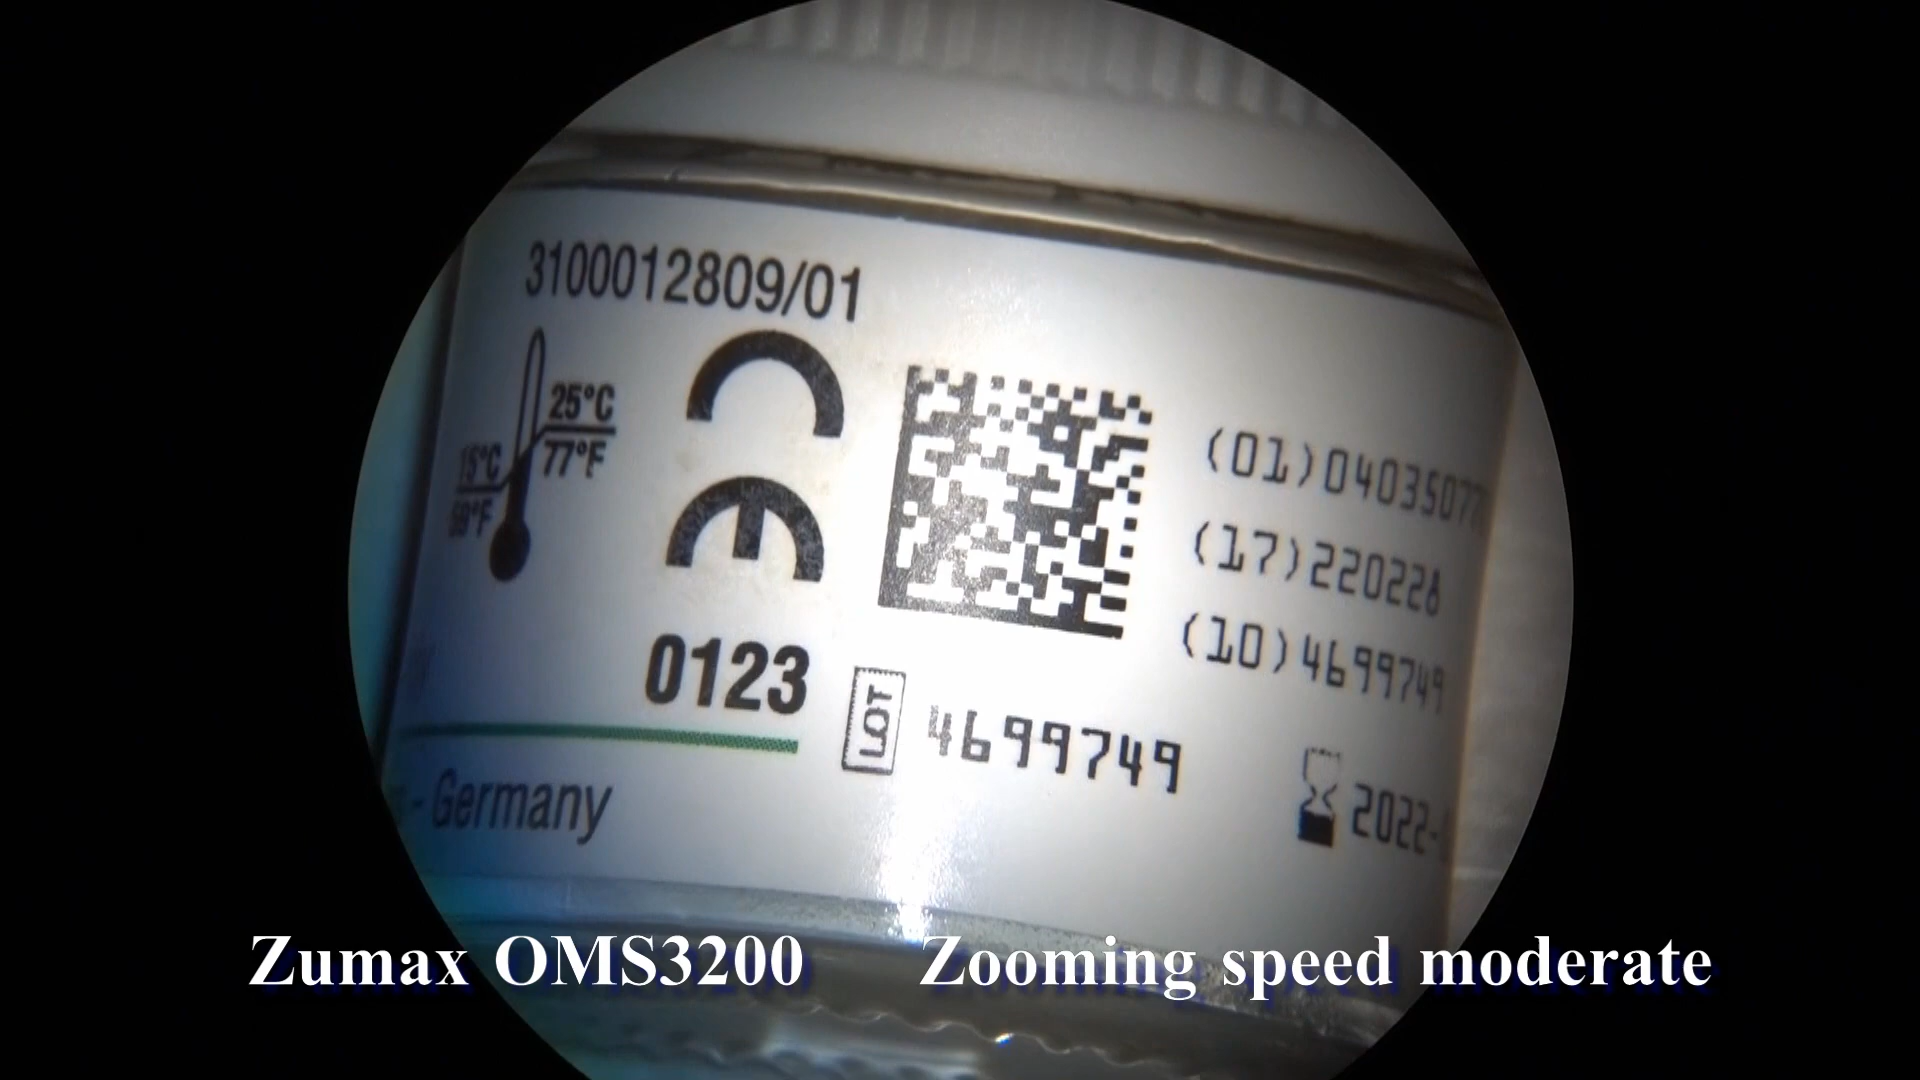 3100012809/01
25°C
77°F
15°C
59°F
CE
0123
(01)04035077
(17)220228
(10)4699749
LOT 4699749
2022-
- Germany
Zumax OMS3200 Zooming speed moderate